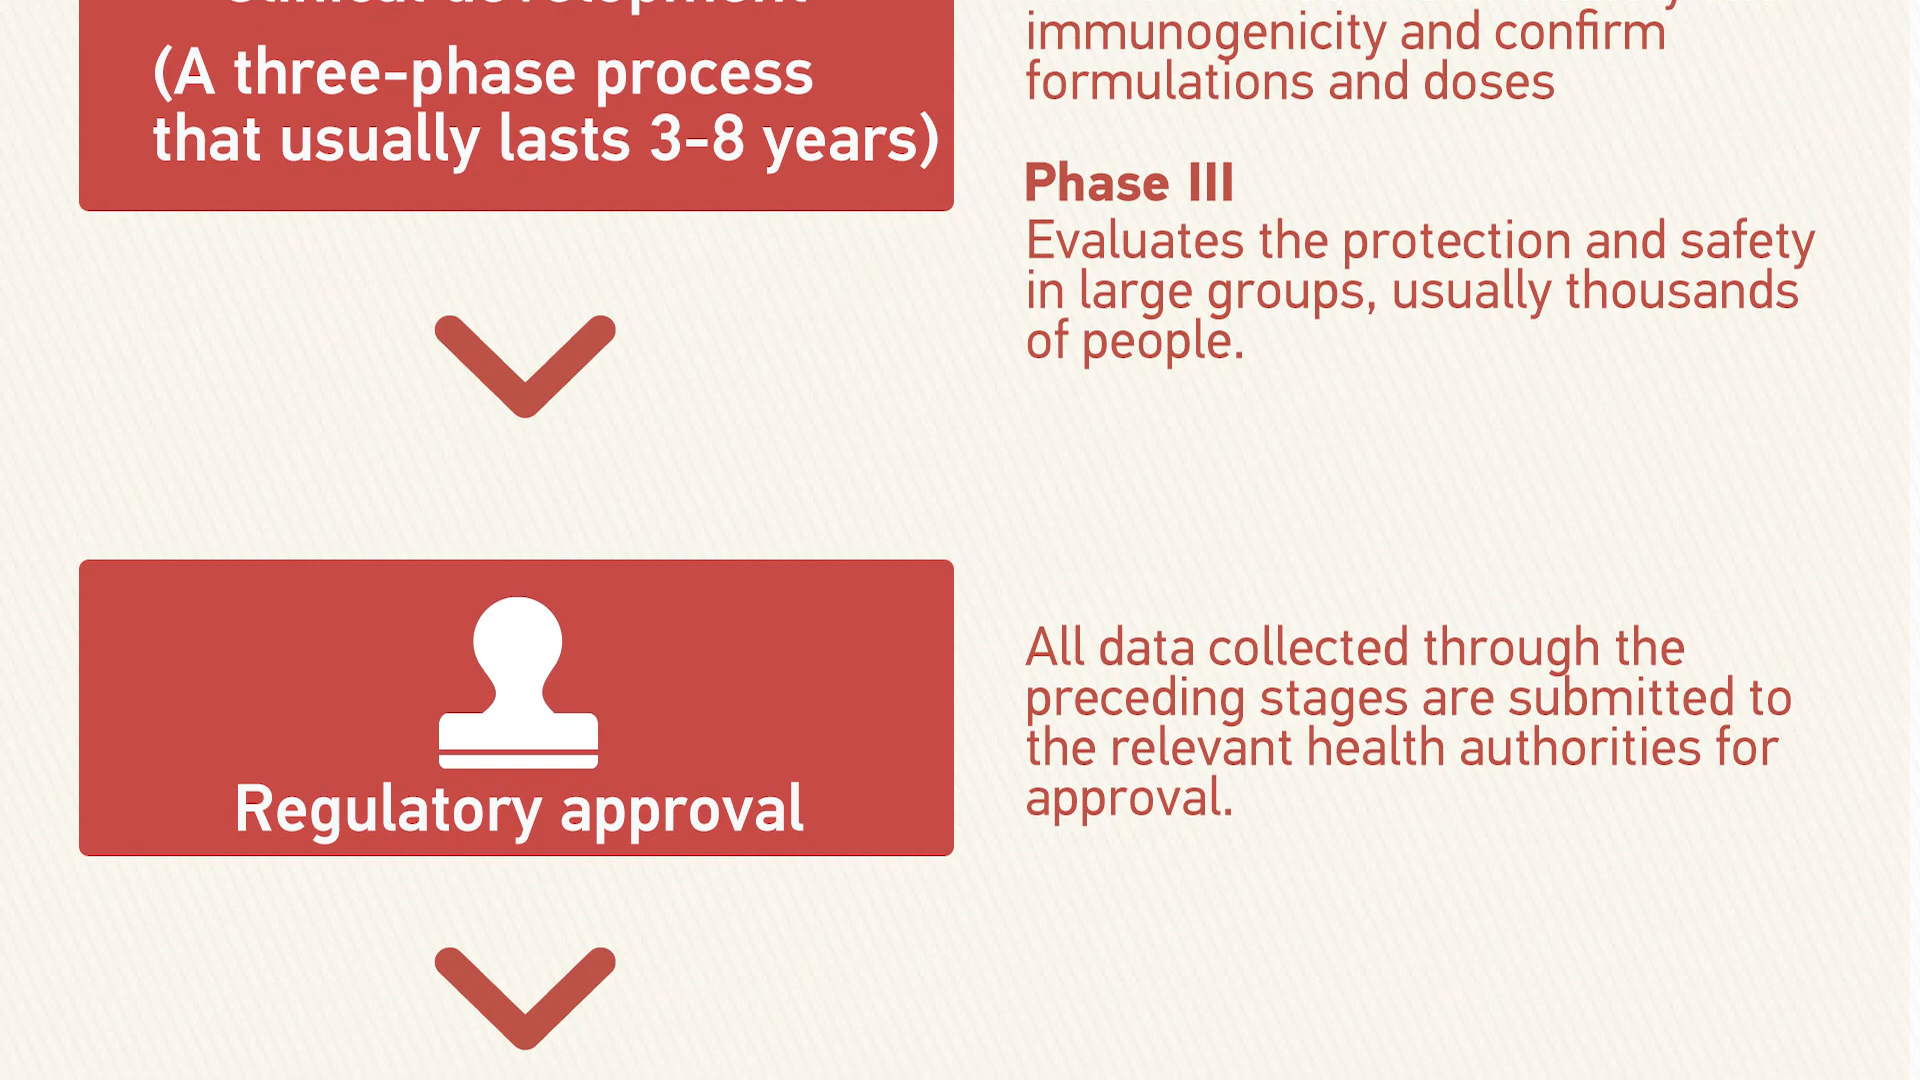 Clinical development
(A three-phase process
that usually lasts 3-8 years)
immunogenicity and confirm
formulations and doses
Phase III
Evaluates the protection and safety
in large groups, usually thousands
of people.
Regulatory approval
All data collected through the
preceding stages are submitted to
the relevant health authorities for
approval.